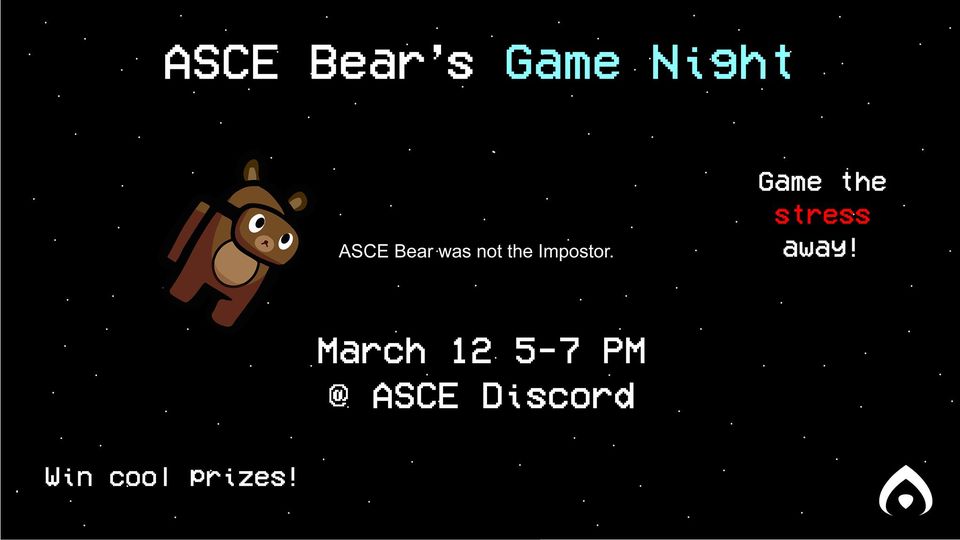 ASCE Bear's Game Night
Game the
stress
away!
ASCE Bear was not the Impostor.
March 12 5-7 PM
@ ASCE Discord
Win cool prizes!